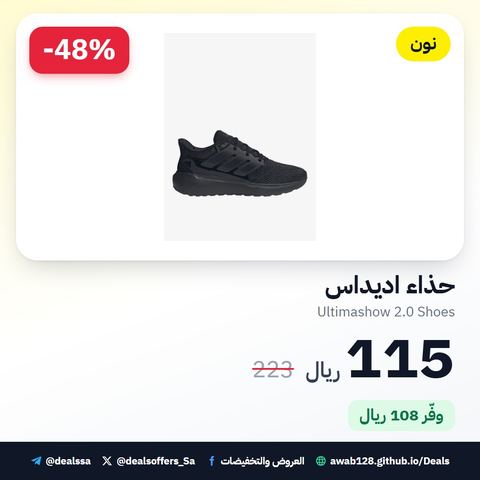 -48%
نون
حذاء اديداس
Ultimashow 2.0 Shoes
115 ريال 223
وفّر 108 ريال
@dealssa @dealsoffers_Sa العروض والتخفيضات awab128.github.io/Deals